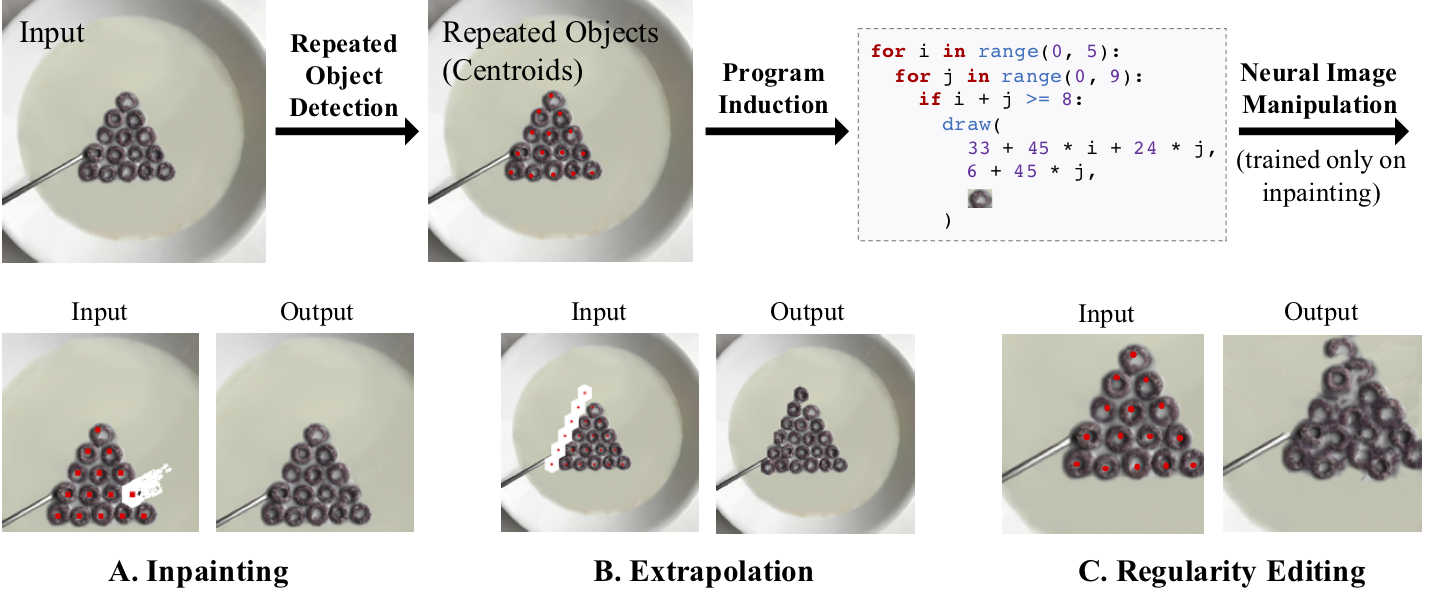 Input
Repeated
Object
Detection
Repeated Objects
(Centroids)
Program
Induction
for i in range(0, 5):
for j in range(0, 9):
if i + j >= 8:
draw(
33 + 45 * i + 24 * j,
6 + 45 * j,
)
Neural Image
Manipulation
(trained only on
inpainting)
Input
Output
A. Inpainting
Input
Output
B. Extrapolation
Input
Output
C. Regularity Editing